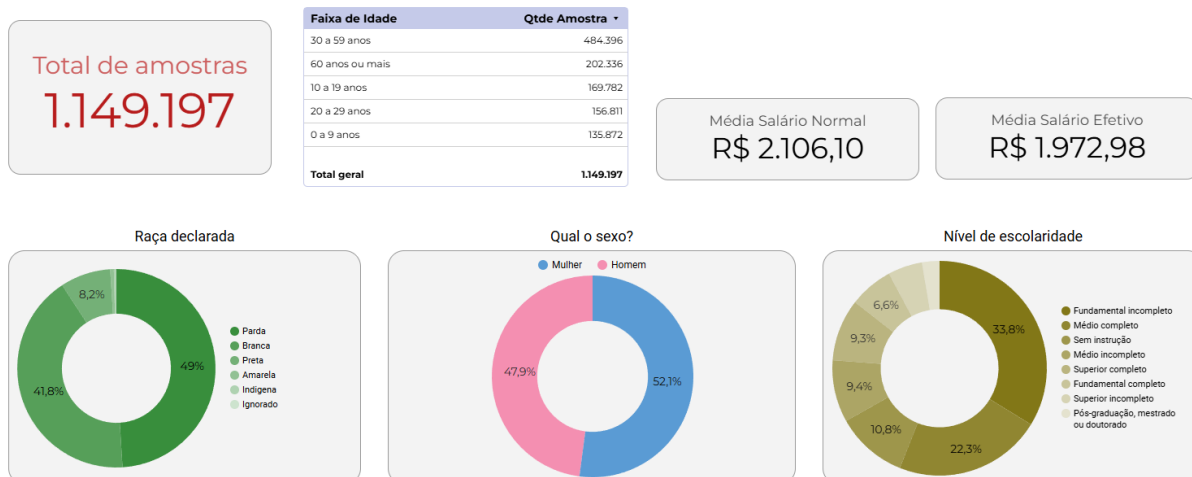 Total de amostras
1.149.197
Faixa de Idade Qtde Amostra
30 a 59 anos 484.396
60 anos ou mais 202.336
10 a 19 anos 169.782
20 a 29 anos 156.811
0 a 9 anos 135.872
Total geral 1.149.197
Média Salário Normal
R$ 2.106,10
Média Salário Efetivo
R$ 1.972,98
Raça declarada
8,2%
49%
41,8%
Parda
Branca
Preta
Amarela
Indigena
Ignorado
Qual o sexo?
Mulher Homem
47,9%
52,1%
Nível de escolaridade
6,6%
33,8%
9,3%
9,4%
10,8%
22,3%
Fundamental incompleto
Médio completo
Sem instrução
Médio incompleto
Superior completo
Fundamental completo
Superior incompleto
Pós-graduação, mestrado
ou doutorado